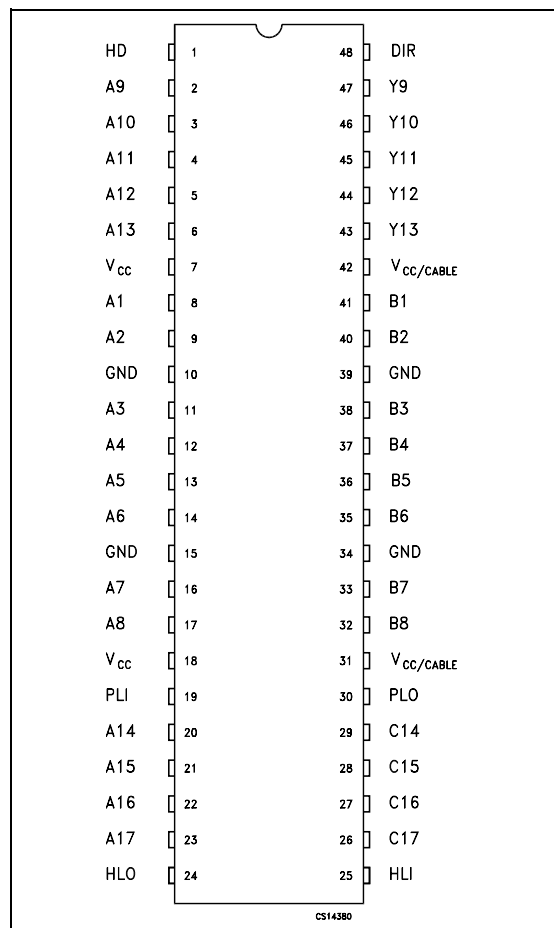 HD 1 48 DIR
A9 2 47 Y9
A10 3 46 Y10
A11 4 45 Y11
A12 5 44 Y12
A13 6 43 Y13
VCC 7 42 VCC/CABLE
A1 8 41 B1
A2 9 40 B2
GND 10 39 GND
A3 11 38 B3
A4 12 37 B4
A5 13 36 B5
A6 14 35 B6
GND 15 34 GND
A7 16 33 B7
A8 17 32 B8
VCC 18 31 VCC/CABLE
PLI 19 30 PLO
A14 20 29 C14
A15 21 28 C15
A16 22 27 C16
A17 23 26 C17
HLO 24 25 HLI
CS14380